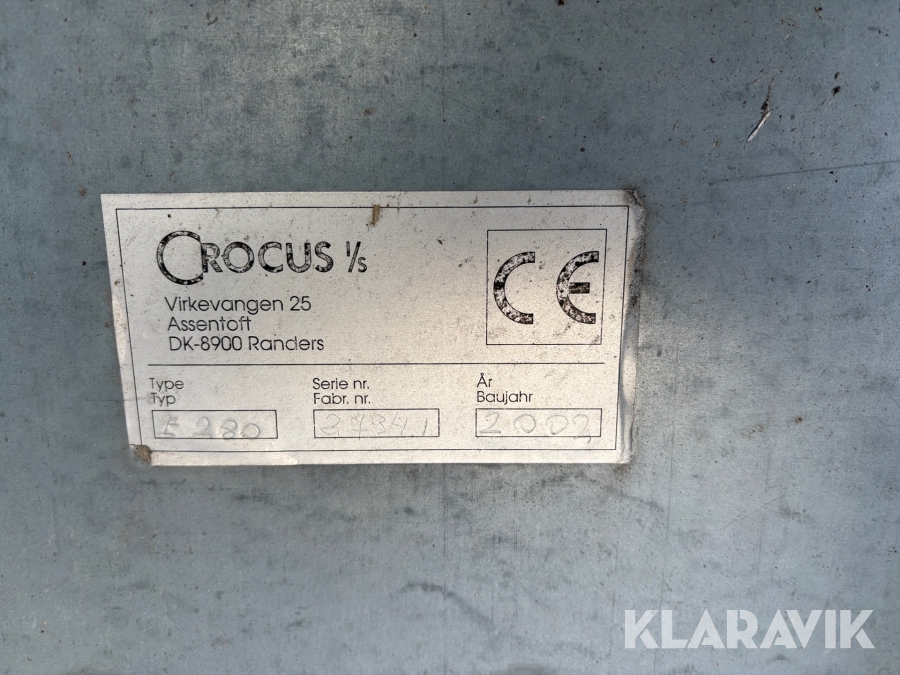 CROCUS I/S
Virkevangen 25
Assentoft
DK-8900 Randers
CE
Type
Typ
E 280
Serie nr.
Fabr. nr.
År
Baujahr
2002
KLARAVIK